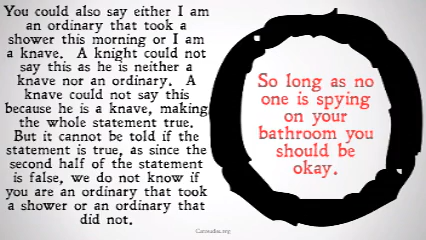 You could also say either I am
an ordinary that took a
shower this morning or I am
a knave. A knight could not
say this as he is neither a
knave nor an ordinary. A
knave could not say this
because he is a knave, making
the whole statement true.
But it cannot be told if the
statement is true, as since the
second half of the statement
is false, we do not know if
you are an ordinary that took
a shower or an ordinary that
did not.
So long as no
one is spying
on your
bathroom you
should be
okay.